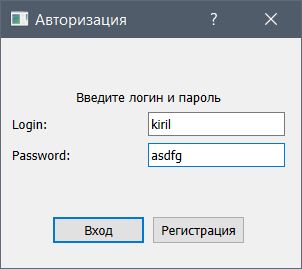 Авторизация ?
Введите логин и пароль
Login: kiril
Password: asdfg
Вход Регистрация